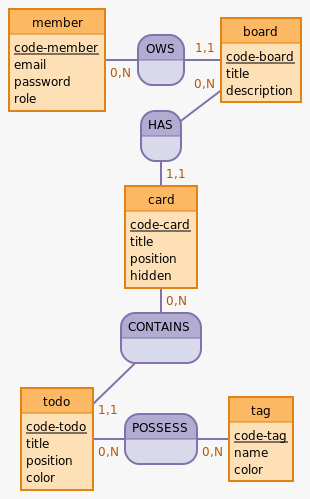 member
code-member
email
password
role
OWS
0,N
1,1
board
code-board
title
description
0,N
HAS
1,1
card
code-card
title
position
hidden
0,N
CONTAINS
1,1
todo
code-todo
title
position
color
0,N
POSSESS
0,N
tag
code-tag
name
color